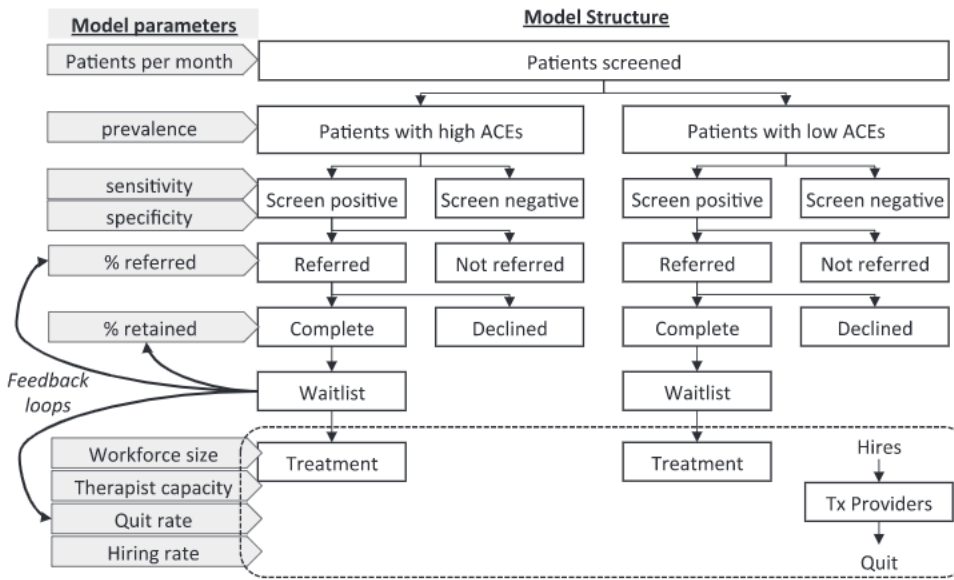 Model parameters
Model Structure
Patients per month
Patients screened
prevalence
Patients with high ACEs
Patients with low ACEs
sensitivity
specificity
Screen positive
Screen negative
Screen positive
Screen negative
% referred
Referred
Not referred
Referred
Not referred
% retained
Complete
Declined
Complete
Declined
Feedback
loops
Waitlist
Waitlist
Workforce size
Treatment
Treatment
Hires
Therapist capacity
Tx Providers
Quit rate
Hiring rate
Quit